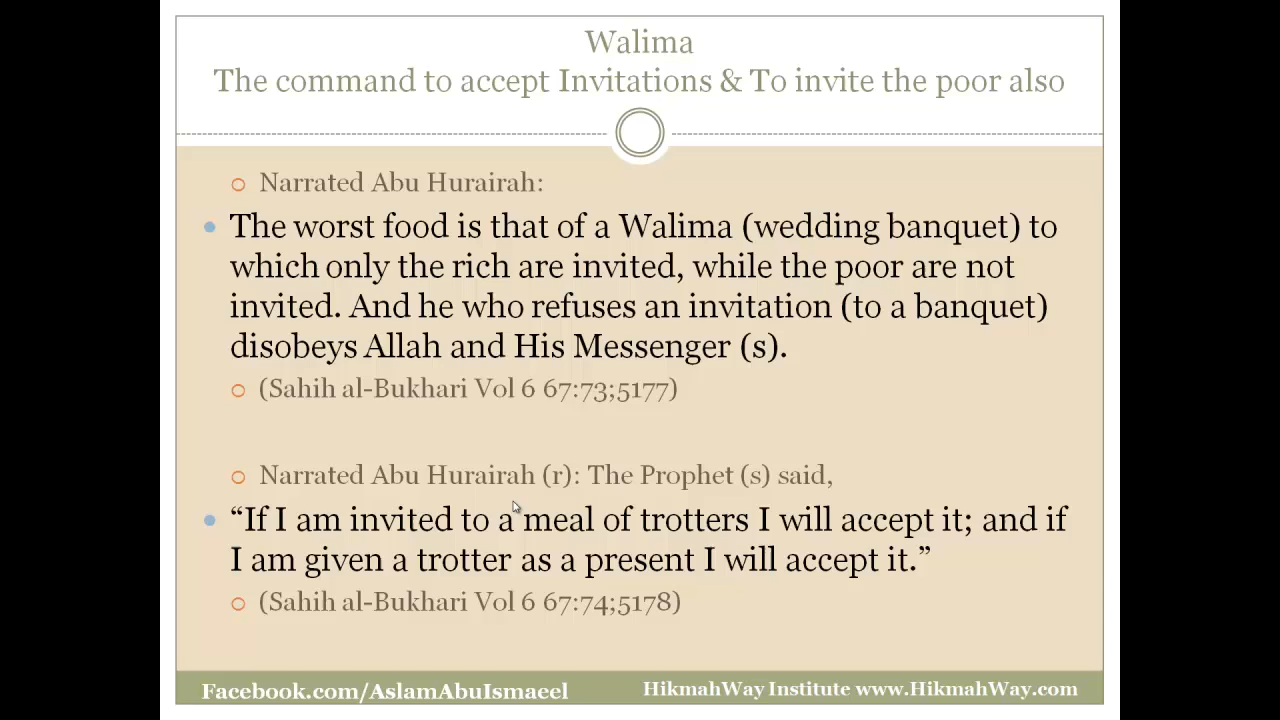 Walima
The command to accept Invitations & To invite the poor also
Narrated Abu Hurairah:
The worst food is that of a Walima (wedding banquet) to
which only the rich are invited, while the poor are not
invited. And he who refuses an invitation (to a banquet)
disobeys Allah and His Messenger (s).
(Sahih al-Bukhari Vol 6 67:73;5177)
Narrated Abu Hurairah (r): The Prophet (s) said,
“If I am invited to a meal of trotters I will accept it; and if
I am given a trotter as a present I will accept it.”
(Sahih al-Bukhari Vol 6 67:74;5178)
Facebook.com/AslamAbuIsmaeel
HikmahWay Institute www.HikmahWay.com